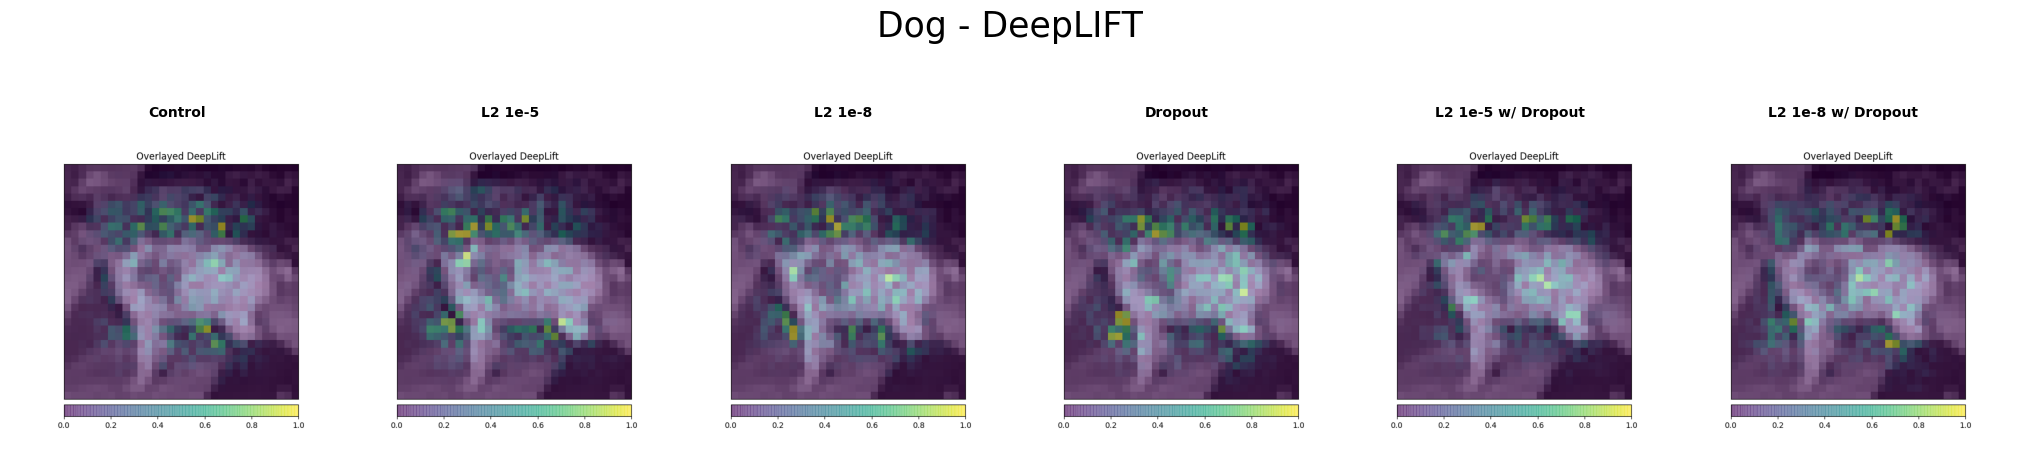 Dog - DeepLIFT
Control
L2 1e-5
L2 1e-8
Dropout
L2 1e-5 w/ Dropout
L2 1e-8 w/ Dropout
Overlayed DeepLift
Overlayed DeepLift
Overlayed DeepLift
Overlayed DeepLift
Overlayed DeepLift
Overlayed DeepLift
0.0 0.2 0.4 0.6 0.8 1.0
0.0 0.2 0.4 0.6 0.8 1.0
0.0 0.2 0.4 0.6 0.8 1.0
0.0 0.2 0.4 0.6 0.8 1.0
0.0 0.2 0.4 0.6 0.8 1.0
0.0 0.2 0.4 0.6 0.8 1.0